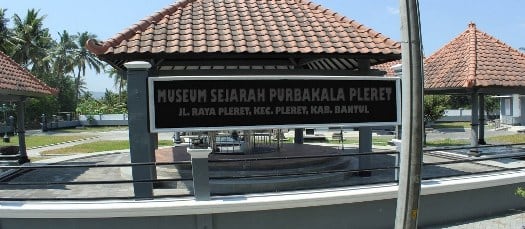 MUSEUM SEJARAH PURBAKALA PLERET
JL. RAYA PLERET, KEC. PLERET, KAB. BANTUL